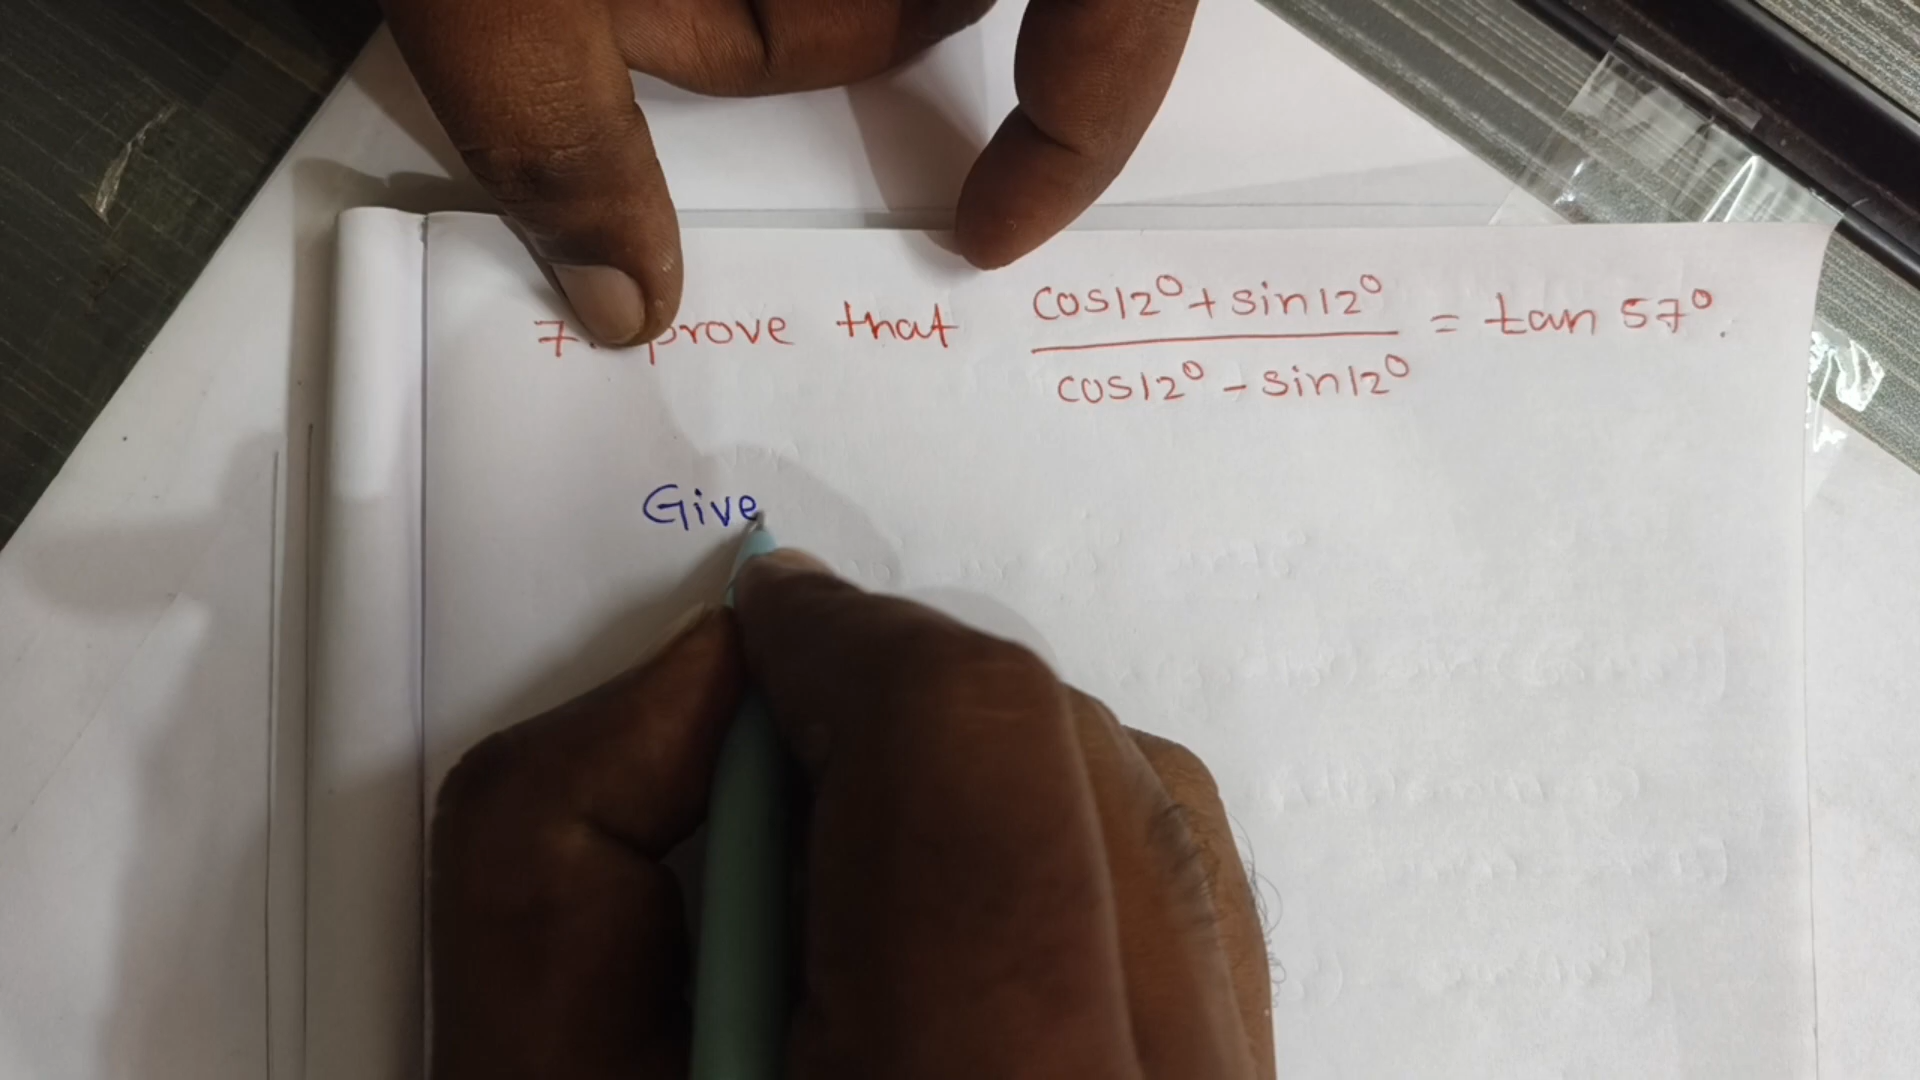 7. prove that cos12° + sin12° / cos12° - sin12° = tan 57°.
Give